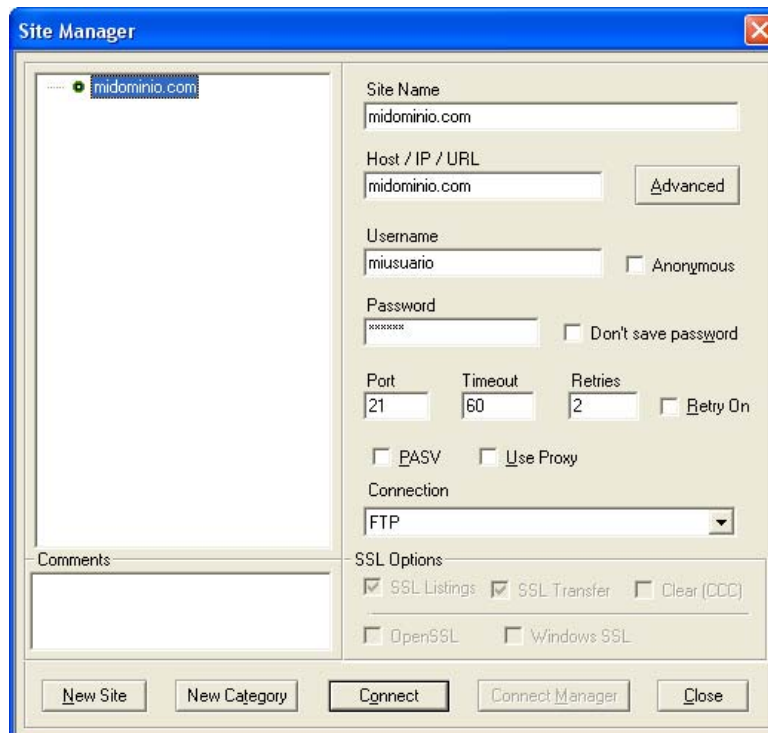 Site Manager
midominio.com
Site Name
midominio.com
Host / IP / URL
midominio.com
Advanced
Username
miusuario
Anonymous
Password
xxxxxx
Don't save password
Port Timeout Retries
21 60 2 Retry On
PASV Use Proxy
Connection
FTP
Comments
SSL Options
SSL Listings SSL Transfer Clear (CCC)
OpenSSL Windows SSL
New Site New Category Connect Connect Manager Close